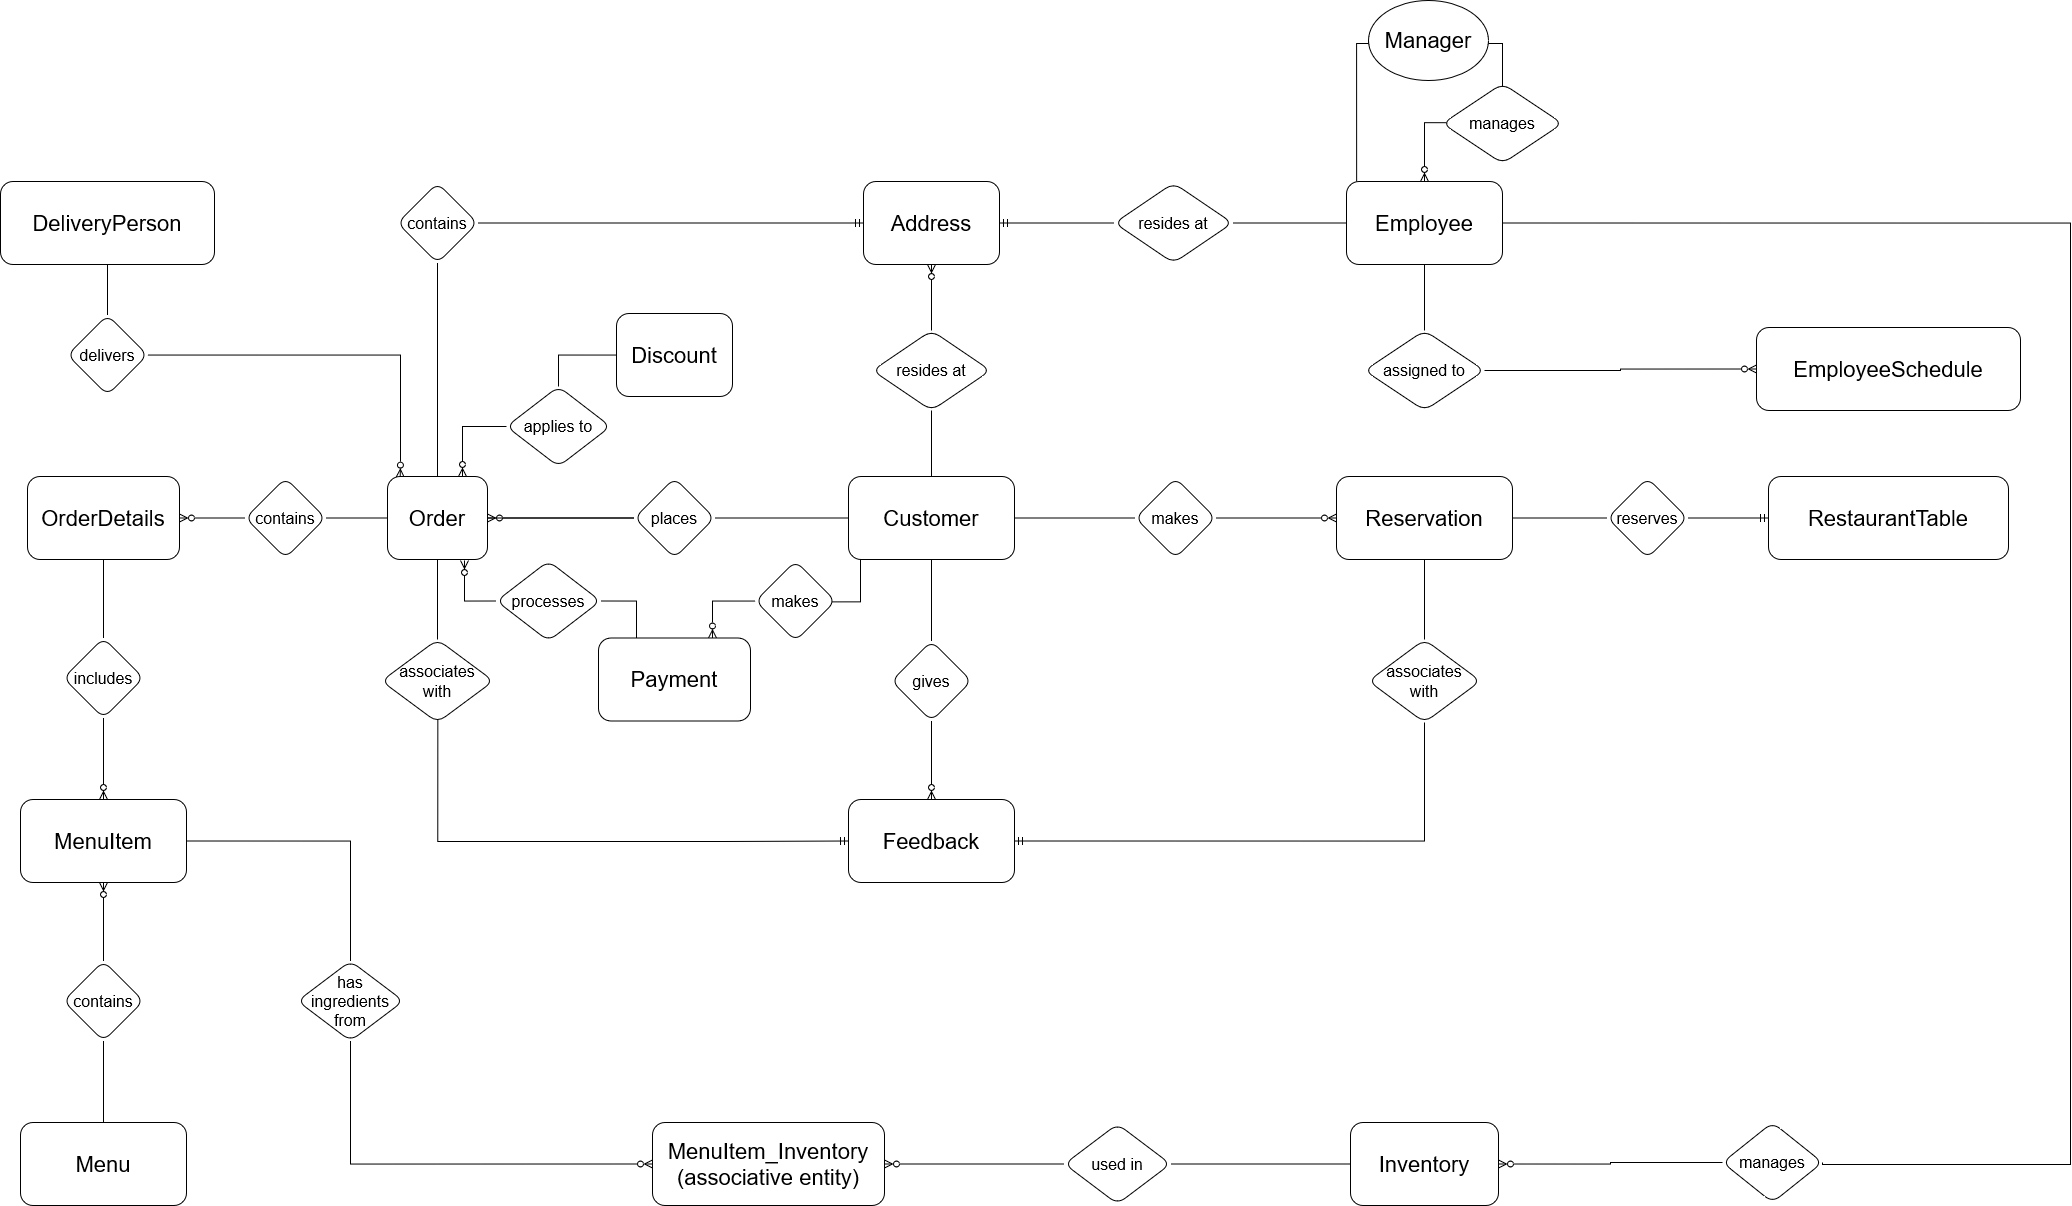 Manager
manages
DeliveryPerson
contains
Address
resides at
Employee
delivers
Discount
resides at
assigned to
EmployeeSchedule
applies to
OrderDetails
contains
Order
places
Customer
makes
Reservation
reserves
RestaurantTable
processes
makes
includes
associates
with
Payment
gives
associates
with
MenuItem
Feedback
contains
has
ingredients
from
Menu
MenuItem_Inventory
(associative entity)
used in
Inventory
manages